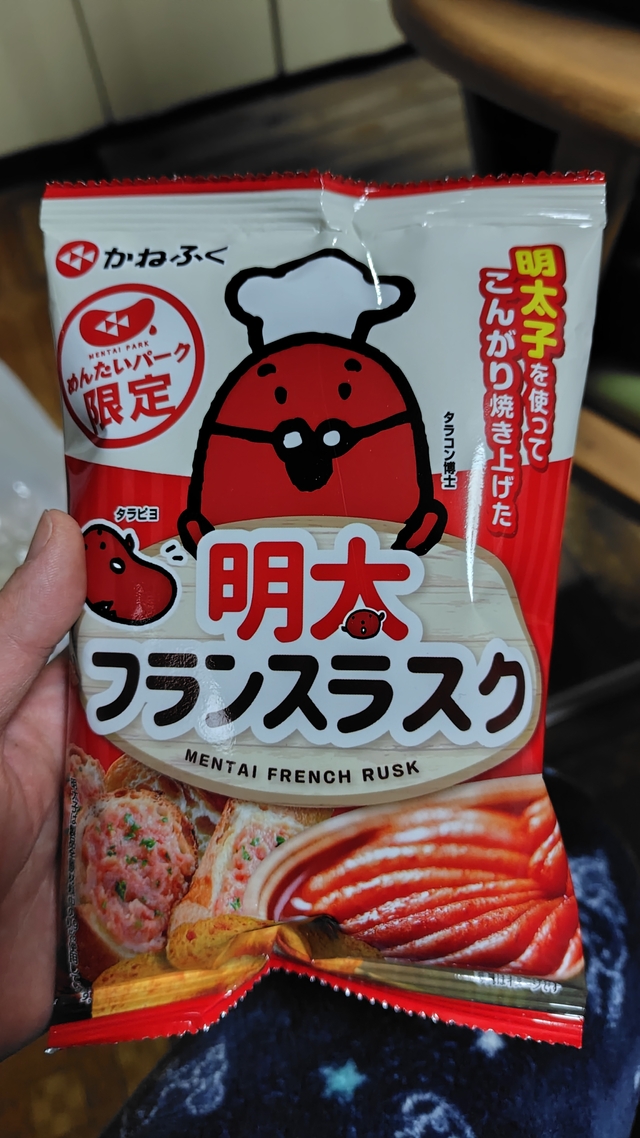 かねふく
MENTAI PARK
めんたいパーク
限定
明太子を使って
こんがり焼き上げた
タラコン博士
タラピヨ
明太
フランスラスク
MENTAI FRENCH RUSK